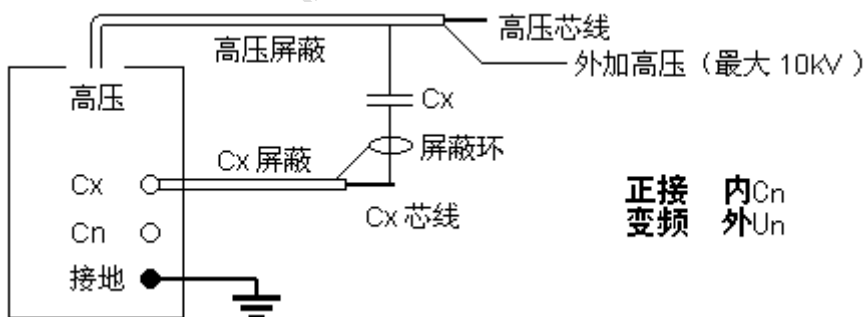 高压芯线
高压屏蔽
外加高压（最大 10KV ）
高压
Cx
Cx 屏蔽
屏蔽环
Cx
Cx 芯线
正接 内Cn
变频 外Un
Cn
接地